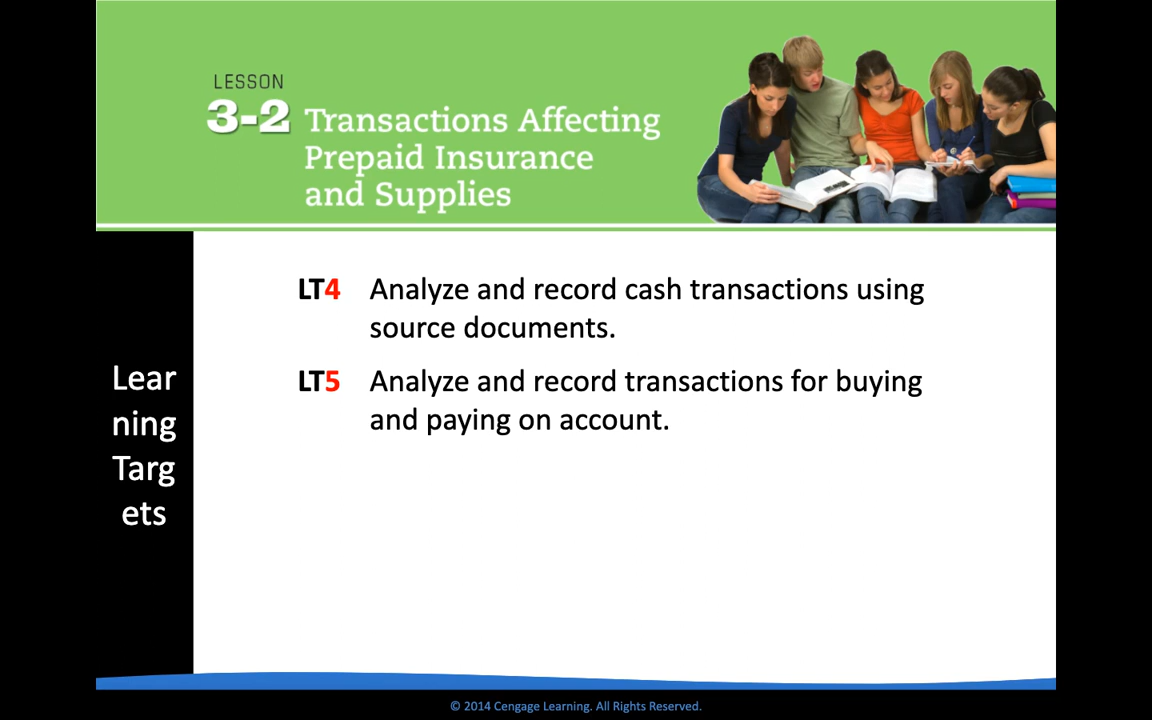 LESSON
3-2 Transactions Affecting
Prepaid Insurance
and Supplies
Lear
ning
Targ
ets
LT4 Analyze and record cash transactions using
source documents.
LT5 Analyze and record transactions for buying
and paying on account.
© 2014 Cengage Learning. All Rights Reserved.